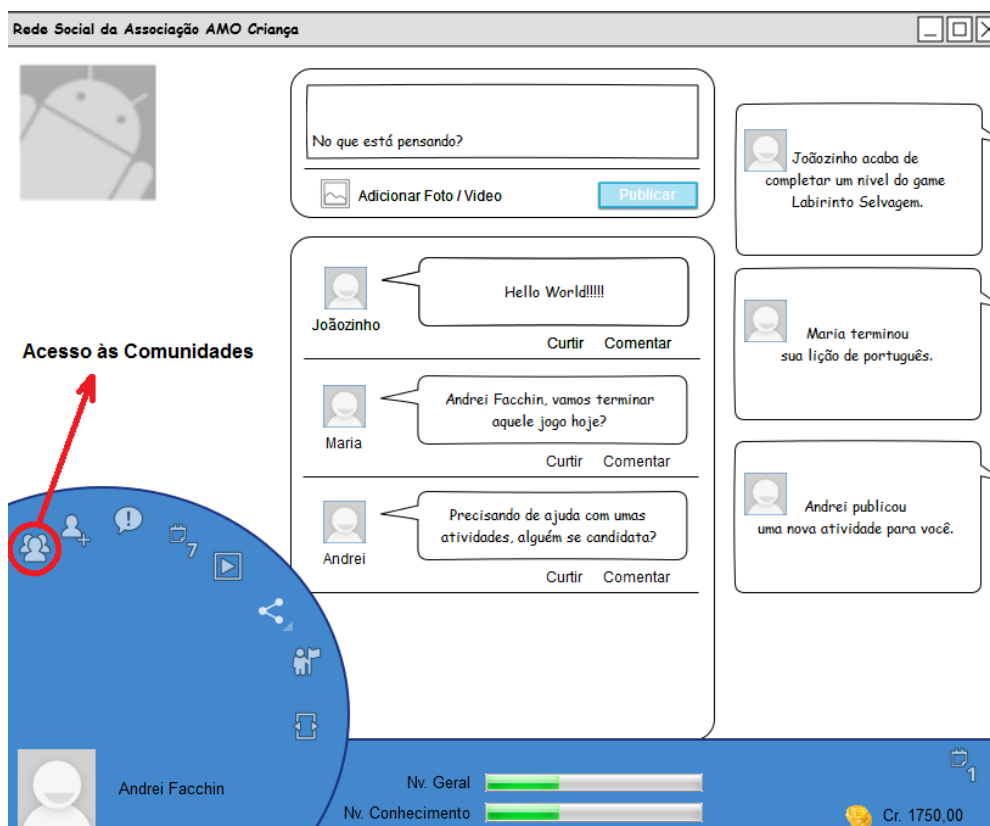 Rede Social da Associação AMO Criança
No que está pensando?
Adicionar Foto / Video
Publicar
Joãozinho acaba de
completar um nivel do game
Labirinto Selvagem.
Hello World!!!!!
Joãozinho
Curtir Comentar
Maria terminou
sua lição de português.
Acesso às Comunidades
Andrei Facchin, vamos terminar
aquele jogo hoje?
Maria
Curtir Comentar
Precisando de ajuda com umas
atividades, alguém se candidata?
Andrei
Curtir Comentar
Andrei publicou
uma nova atividade para você.
7
Andrei Facchin
Nv. Geral
Nv. Conhecimento
1
Cr. 1750,00